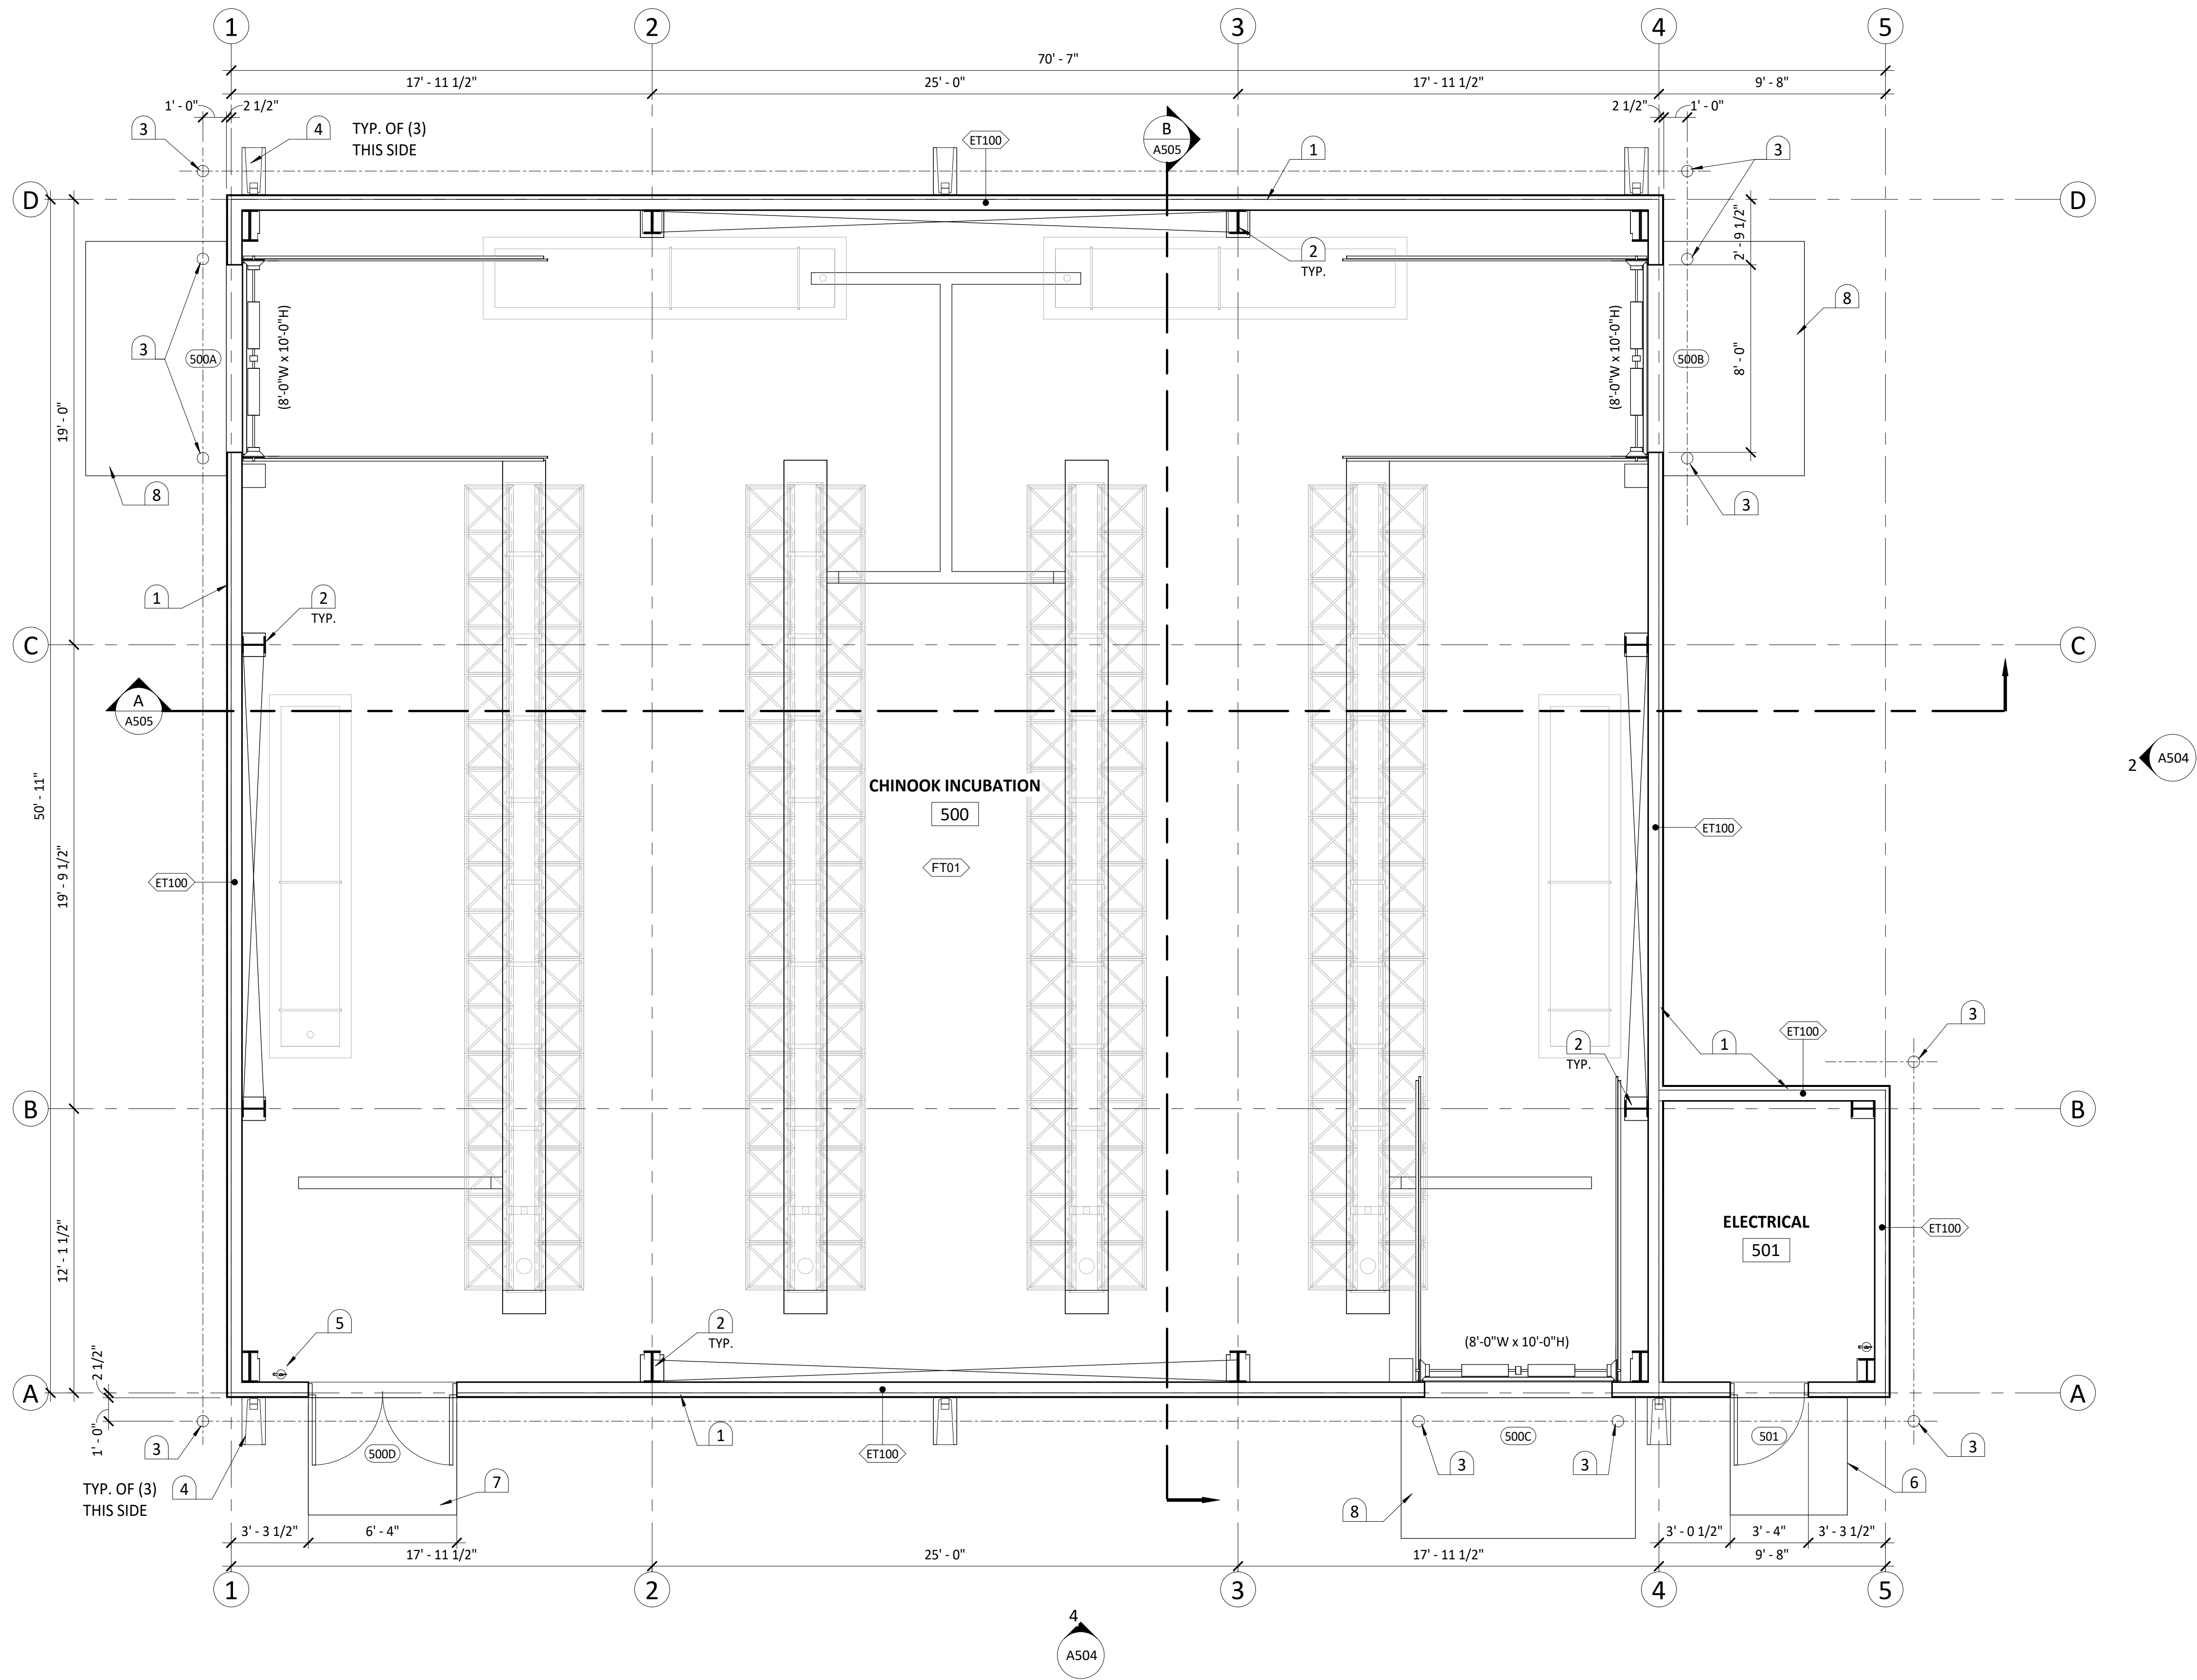 1
2
3
4
5
70' - 7"
17' - 11 1/2"
25' - 0"
17' - 11 1/2"
9' - 8"
1' - 0"
2 1/2"
2 1/2"
1' - 0"
3
4
TYP. OF (3)
THIS SIDE
ET100
B
A505
1
3
D
D
2' - 9 1/2"
2
TYP.
8
3
500A
(8'-0"W x 10'-0"H)
(8'-0"W x 10'-0"H)
500B
8' - 0"
19' - 0"
8
3
1
2
TYP.
C
C
A
A505
2
A504
50' - 11"
CHINOOK INCUBATION
500
FT01
ET100
ET100
19' - 9 1/2"
3
2
TYP.
1
ET100
B
B
ELECTRICAL
501
ET100
12' - 1 1/2"
5
2
TYP.
(8'-0"W x 10'-0"H)
2 1/2"
A
A
1' - 0"
3
500D
1
ET100
3
500C
3
501
3
TYP. OF (3)
THIS SIDE
4
7
8
6
3' - 3 1/2"
6' - 4"
3' - 0 1/2"
3' - 4"
3' - 3 1/2"
17' - 11 1/2"
25' - 0"
17' - 11 1/2"
9' - 8"
1
2
3
4
5
4
A504